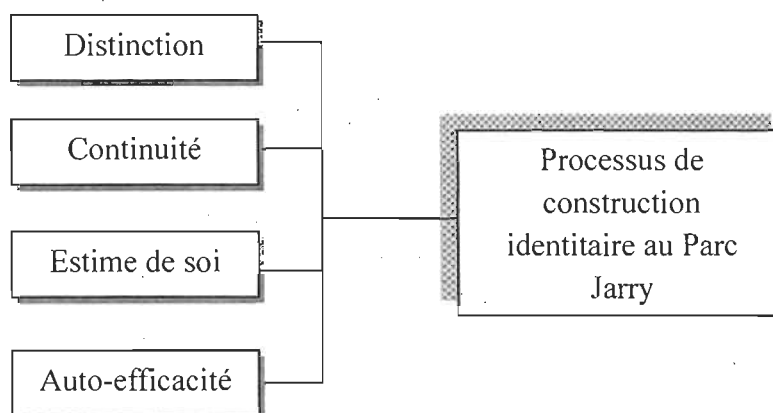 Distinction
Continuité
Estime de soi
Auto-efficacité
Processus de
construction
identitaire au Parc
Jarry